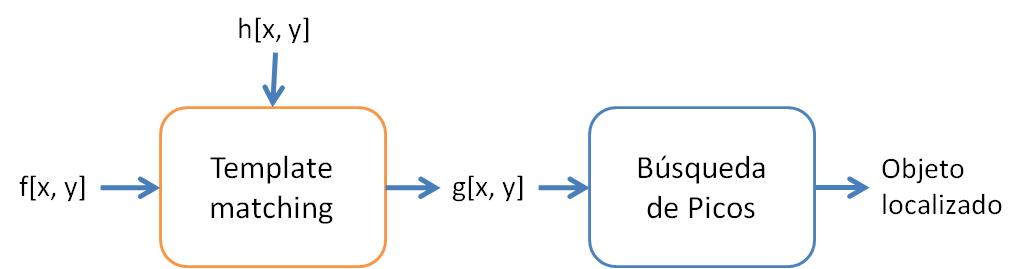 h[x, y]
f[x, y]
Template
matching
g[x, y]
Búsqueda
de Picos
Objeto
localizado